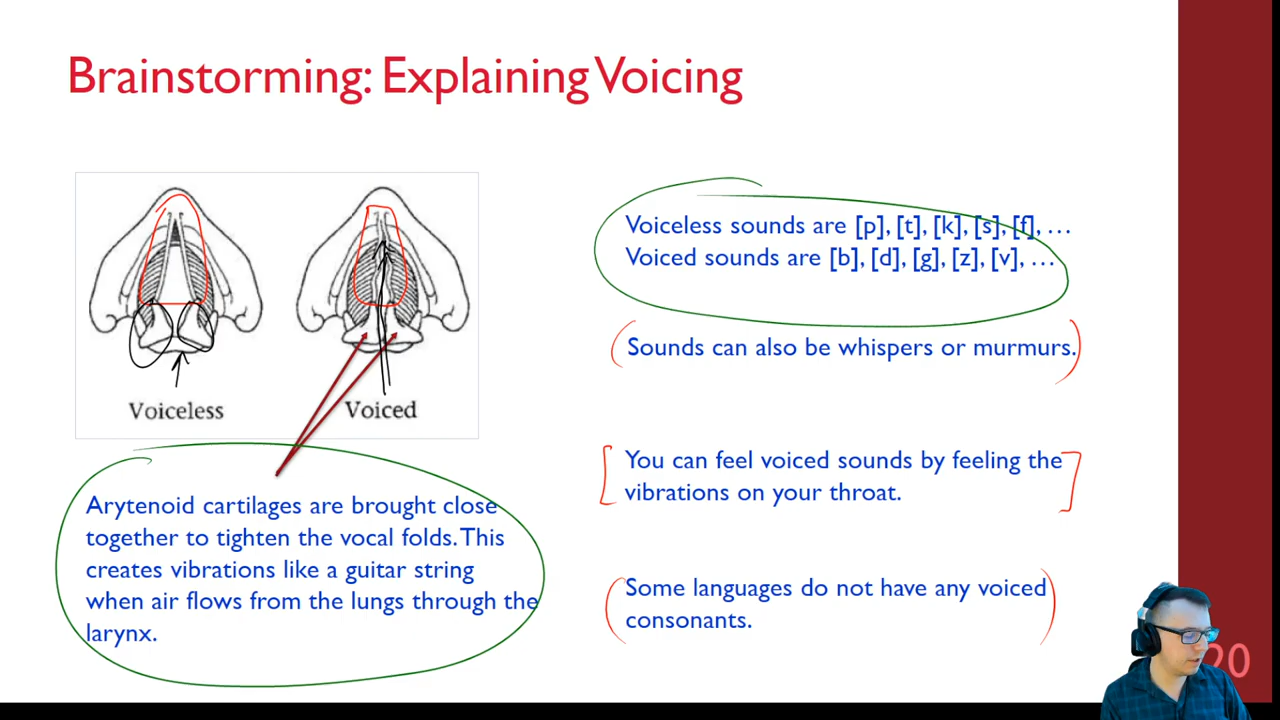 Brainstorming: Explaining Voicing
Voiceless
Voiced
Arytenoid cartilages are brought close
together to tighten the vocal folds. This
creates vibrations like a guitar string
when air flows from the lungs through the
larynx.
Voiceless sounds are [p], [t], [k], [s], [f], …
Voiced sounds are [b], [d], [g], [z], [v], …
Sounds can also be whispers or murmurs.
You can feel voiced sounds by feeling the
vibrations on your throat.
Some languages do not have any voiced
consonants.
20